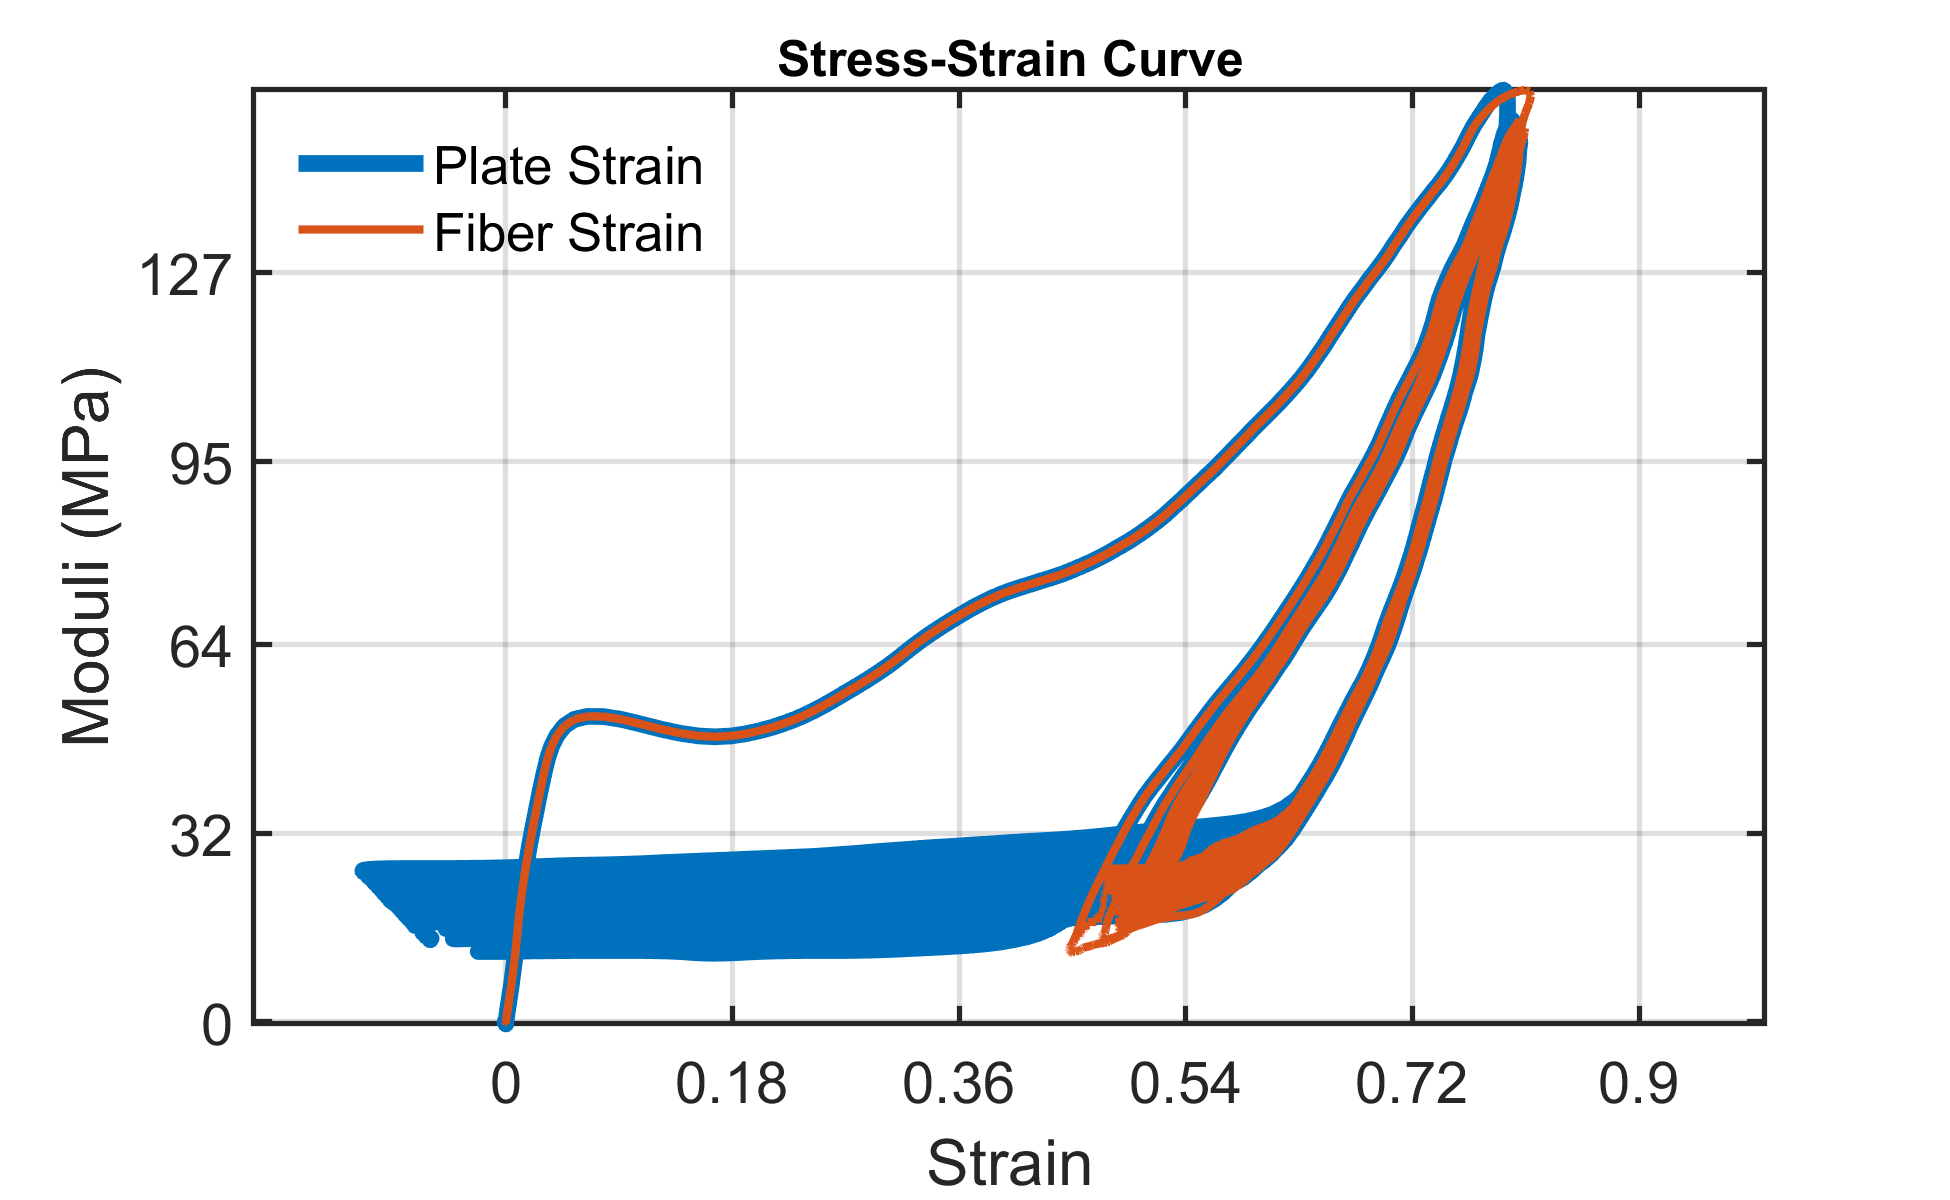 Stress-Strain Curve
Plate Strain
Fiber Strain
127
95
64
32
0
Moduli (MPa)
0 0.18 0.36 0.54 0.72 0.9
Strain